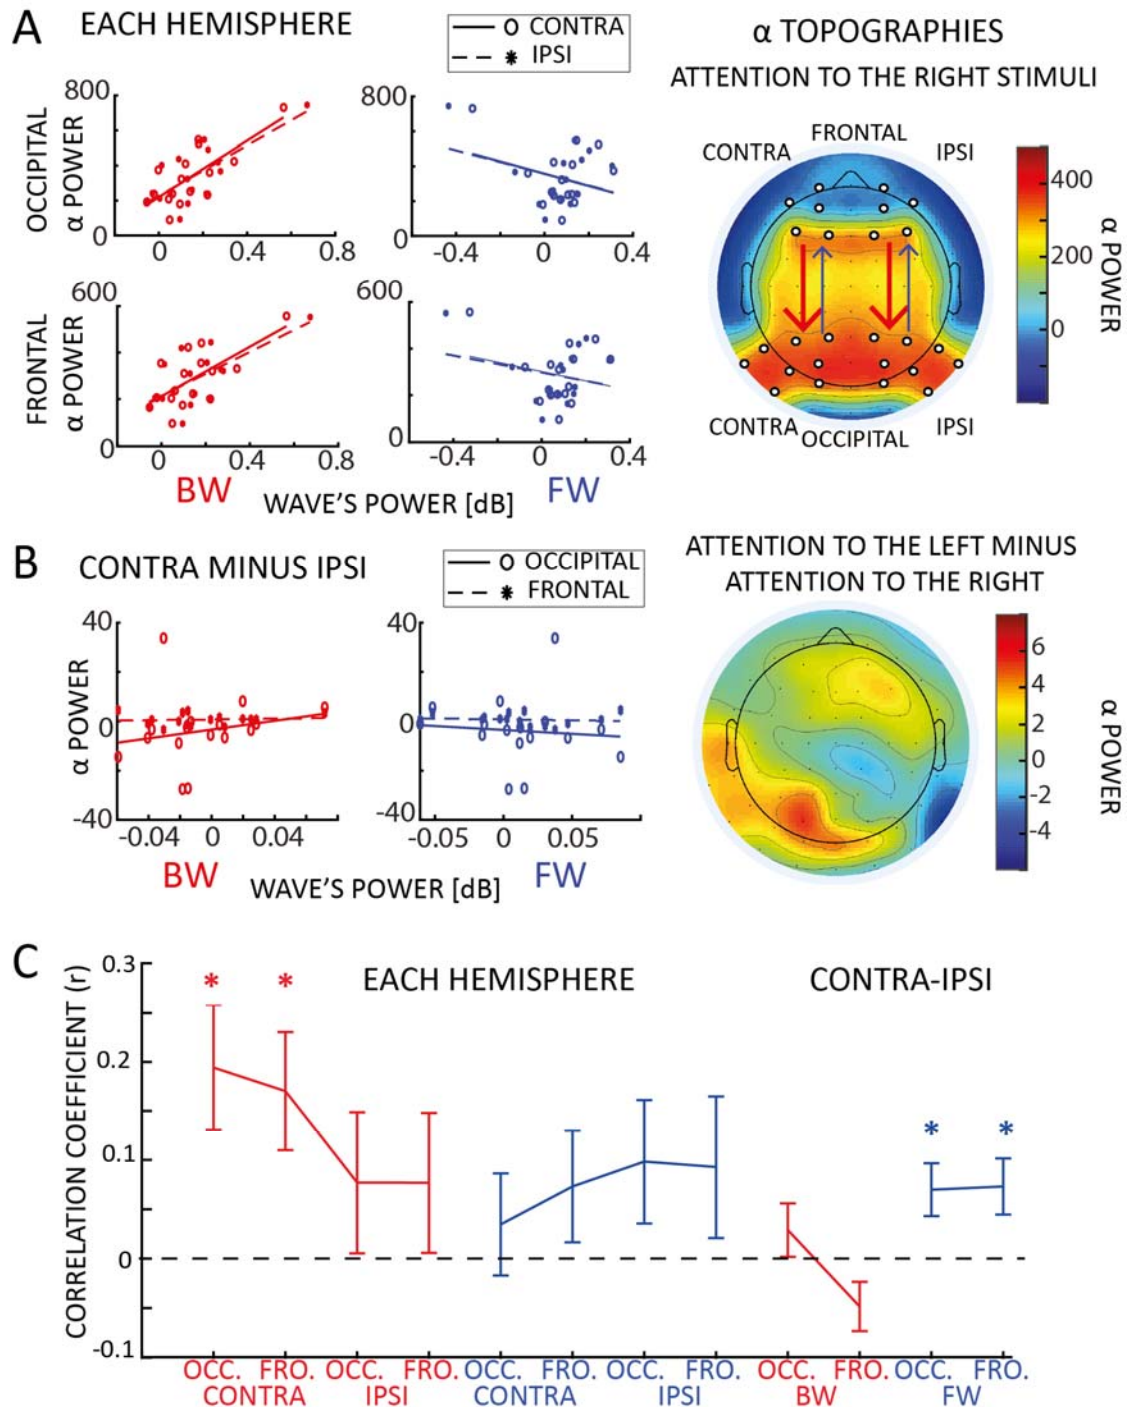 A
EACH HEMISPHERE
CONTRA
* IPSI
α TOPOGRAPHIES
ATTENTION TO THE RIGHT STIMULI
OCCIPITAL
α POWER
800
0
0 0.4 0.8
800
0
-0.4 0 0.4
FRONTAL
α POWER
600
0
0 0.4 0.8
600
0
-0.4 0 0.4
BW
WAVE'S POWER [dB]
FW
FRONTAL
CONTRA IPSI
CONTRA OCCIPITAL IPSI
400
200
0
α POWER
B
CONTRA MINUS IPSI
OCCIPITAL
* FRONTAL
ATTENTION TO THE LEFT MINUS
ATTENTION TO THE RIGHT
α POWER
40
0
-40
-0.04 0 0.04
40
0
-40
-0.05 0 0.05
BW
WAVE'S POWER [dB]
FW
6
4
2
0
-2
-4
α POWER
C
EACH HEMISPHERE
CONTRA-IPSI
CORRELATION COEFFICIENT (r)
0.3
0.2
0.1
0
-0.1
* *
* *
OCC. FRO. OCC. FRO. OCC. FRO. OCC. FRO. OCC. FRO. OCC. FRO.
CONTRA IPSI CONTRA IPSI BW FW